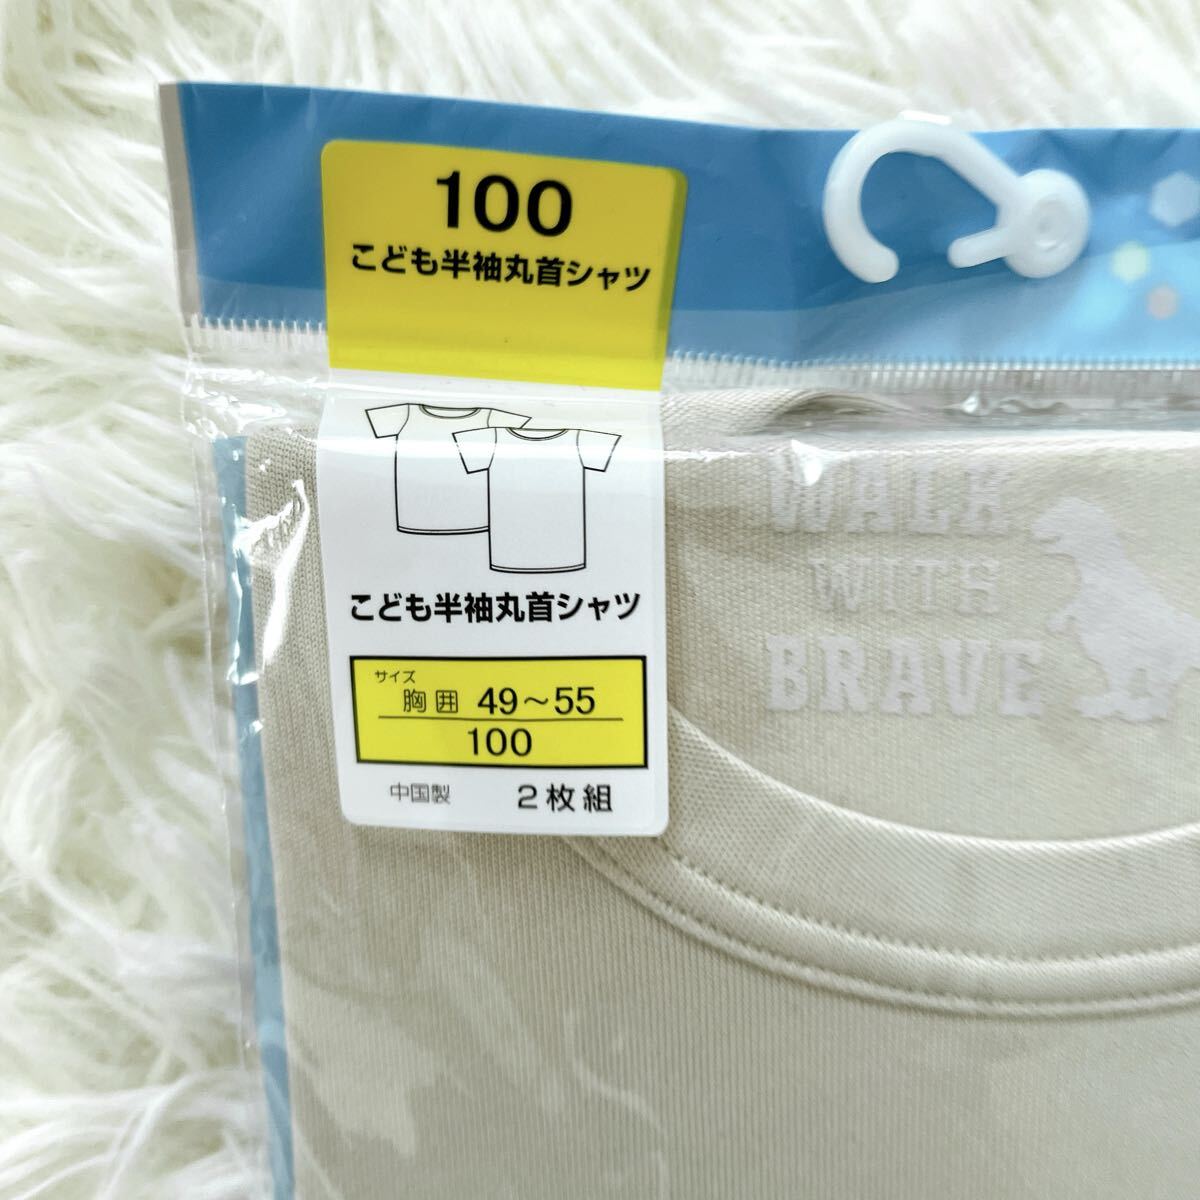 100
こども半袖丸首シャツ
こども半袖丸首シャツ
サイズ
胸囲 49～55
100
中国製 2枚組
WALK
WITS
BRAVE